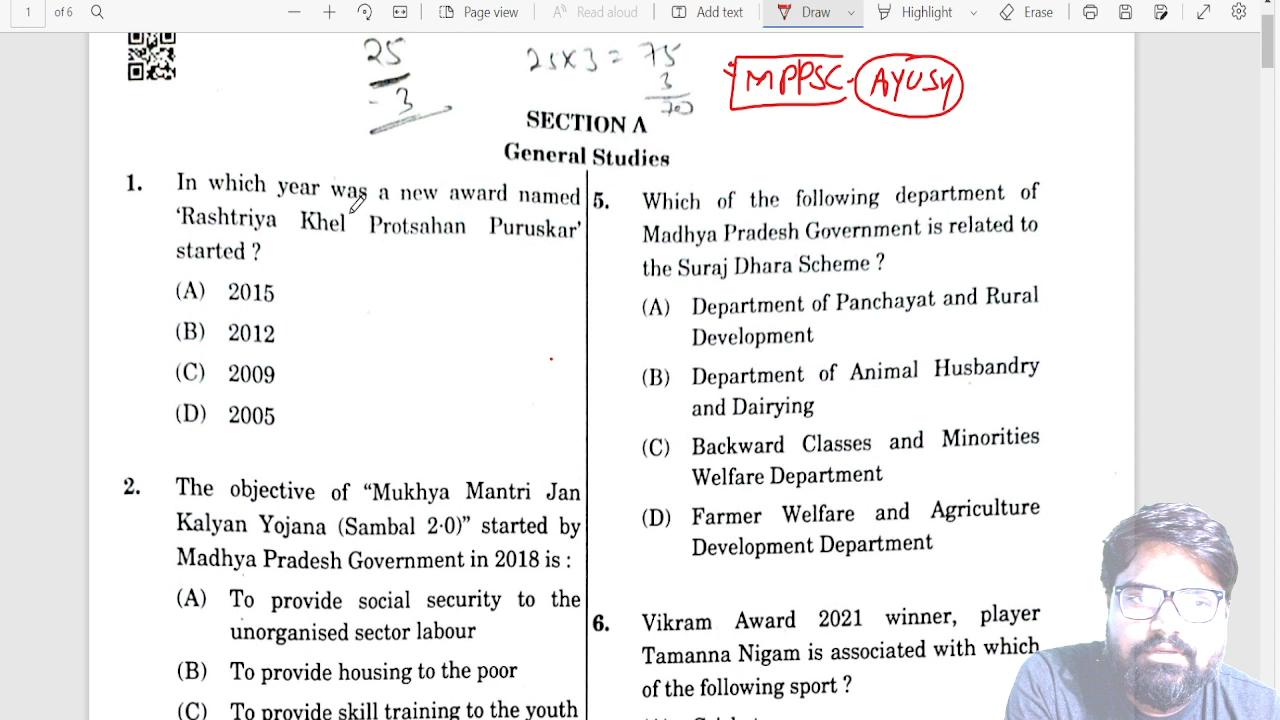 1
of 6
Page view
Read aloud
Add text
Draw
Highlight
Erase
25
- 3
25x3 = 75
3
MPPSC - AYUSH
SECTION A
General Studies
1. In which year was a new award named
'Rashtriya Khel Protsahan Puruskar'
started ?
(A) 2015
(B) 2012
(C) 2009
(D) 2005
2. The objective of “Mukhya Mantri Jan
Kalyan Yojana (Sambal 2·0)” started by
Madhya Pradesh Government in 2018 is :
(A) To provide social security to the
unorganised sector labour
(B) To provide housing to the poor
(C) To provide skill training to the youth
5. Which of the following department of
Madhya Pradesh Government is related to
the Suraj Dhara Scheme ?
(A) Department of Panchayat and Rural
Development
(B) Department of Animal Husbandry
and Dairying
(C) Backward Classes and Minorities
Welfare Department
(D) Farmer Welfare and Agriculture
Development Department
6. Vikram Award 2021 winner, player
Tamanna Nigam is associated with which
of the following sport ?